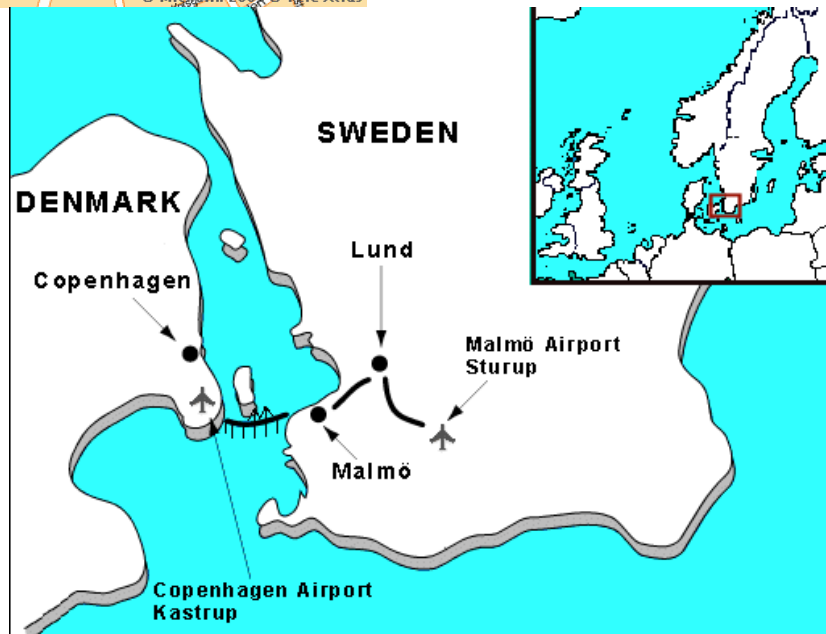 SWEDEN
DENMARK
Lund
Copenhagen
Malmö Airport
Sturup
Malmö
Copenhagen Airport
Kastrup